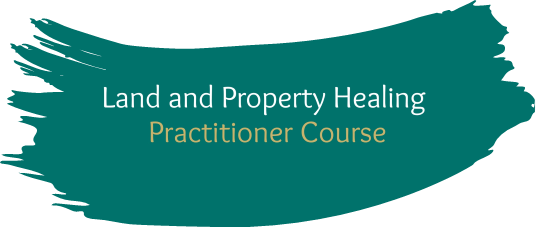 Land and Property Healing
Practitioner Course